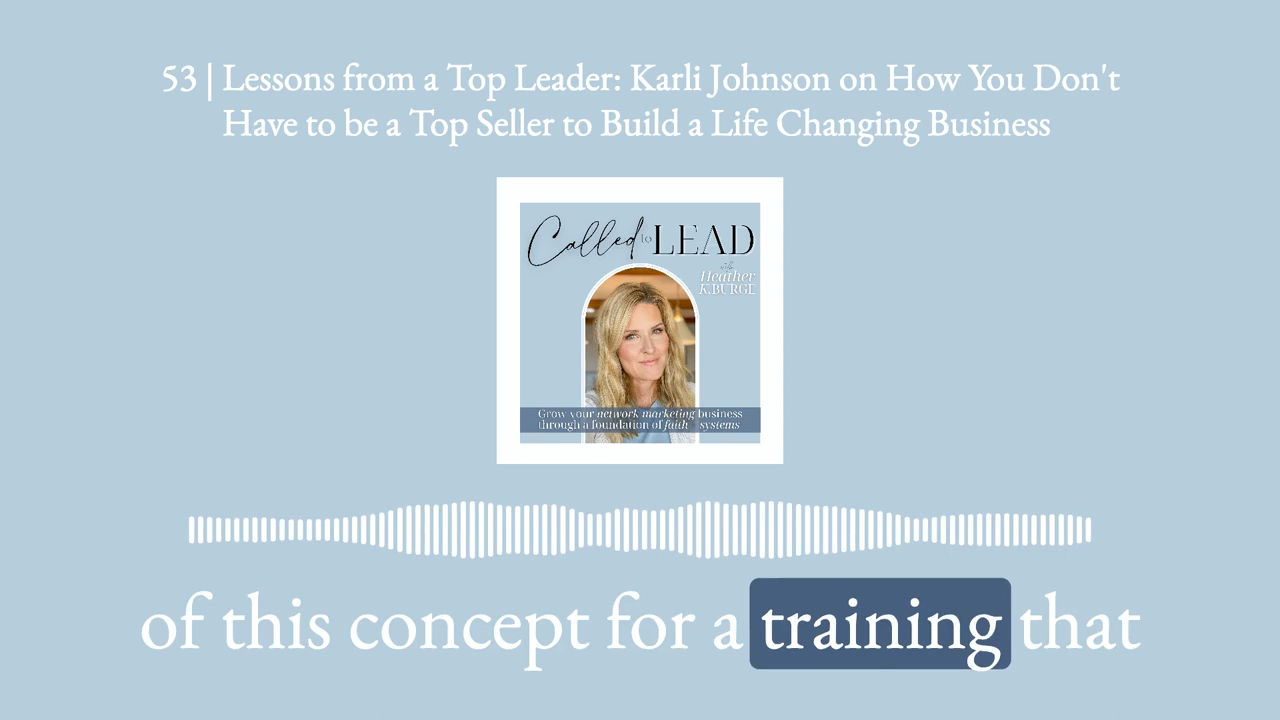 53 | Lessons from a Top Leader: Karli Johnson on How You Don't
Have to be a Top Seller to Build a Life Changing Business
Called to LEAD
with
Heather
K.BURGE
Grow your network marketing business
through a foundation of faith systems
of this concept for a training that